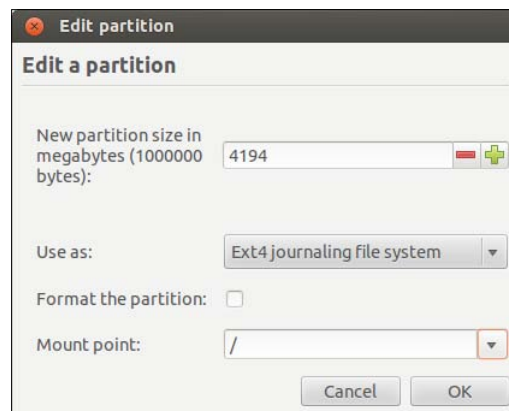 Edit partition
Edit a partition
New partition size in
megabytes (1000000
bytes):
4194
Use as:
Ext4 journaling file system
Format the partition:
Mount point:
/
Cancel
OK